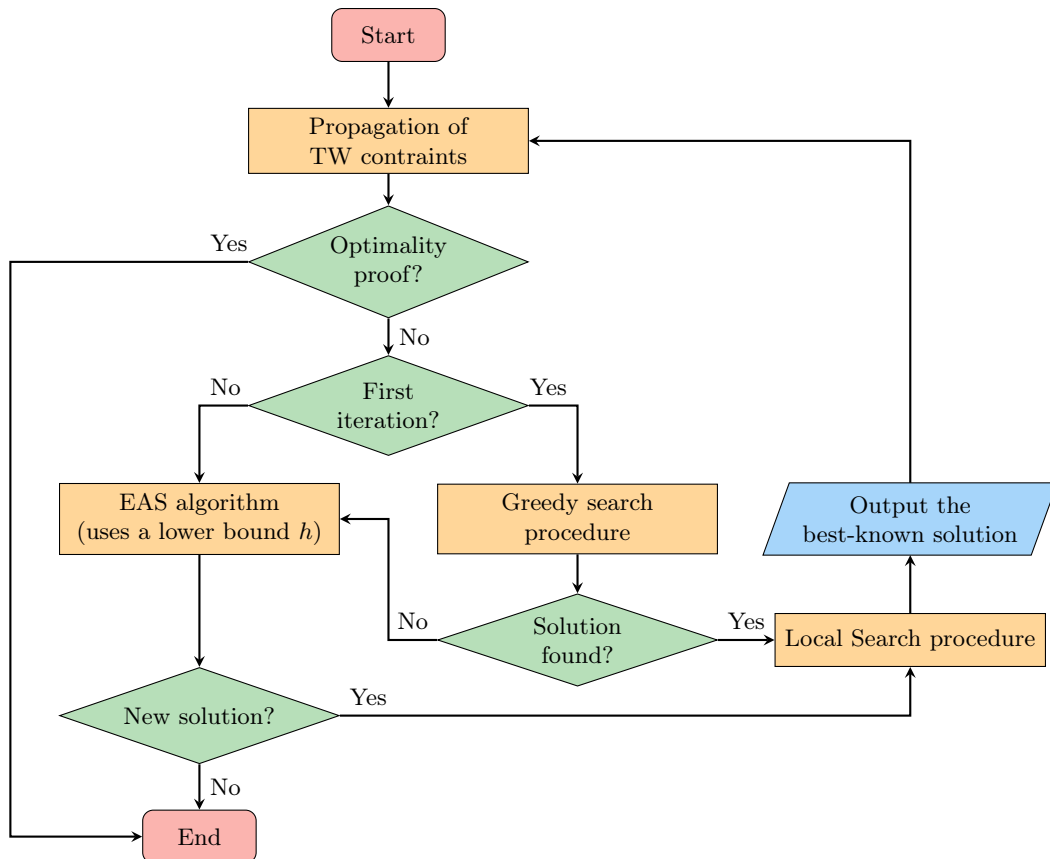 Start
Propagation of
TW contraints
Yes
Optimality
proof?
No
No
First
iteration?
Yes
EAS algorithm
(uses a lower bound h)
Greedy search
procedure
Output the
best-known solution
No
Solution
found?
Yes
Local Search procedure
New solution?
Yes
No
End